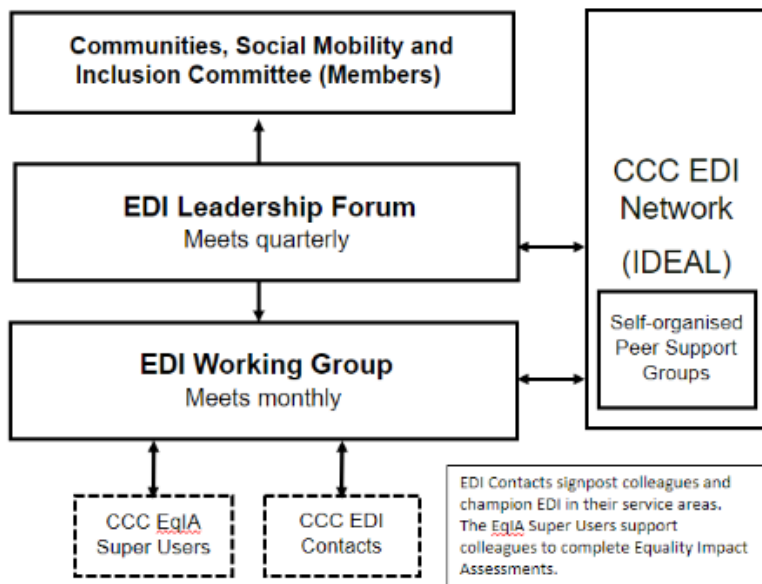 Communities, Social Mobility and
Inclusion Committee (Members)
EDI Leadership Forum
Meets quarterly
EDI Working Group
Meets monthly
CCC EqIA
Super Users
CCC EDI
Contacts
CCC EDI
Network
(IDEAL)
Self-organised
Peer Support
Groups
EDI Contacts signpost colleagues and
champion EDI in their service areas.
The EqIA Super Users support
colleagues to complete Equality Impact
Assessments.